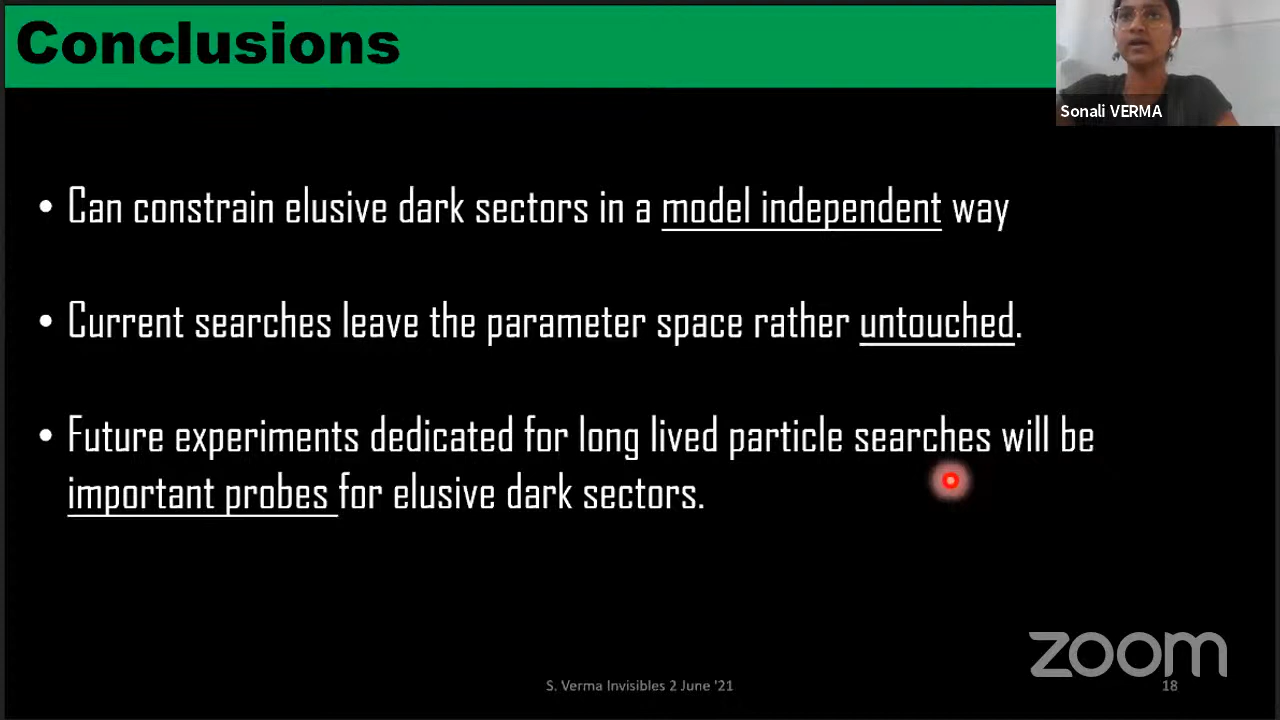 Conclusions
Sonali VERMA
• Can constrain elusive dark sectors in a model independent way
• Current searches leave the parameter space rather untouched.
• Future experiments dedicated for long lived particle searches will be
important probes for elusive dark sectors.
zoom
S. Verma Invisibles 2 June '21
18